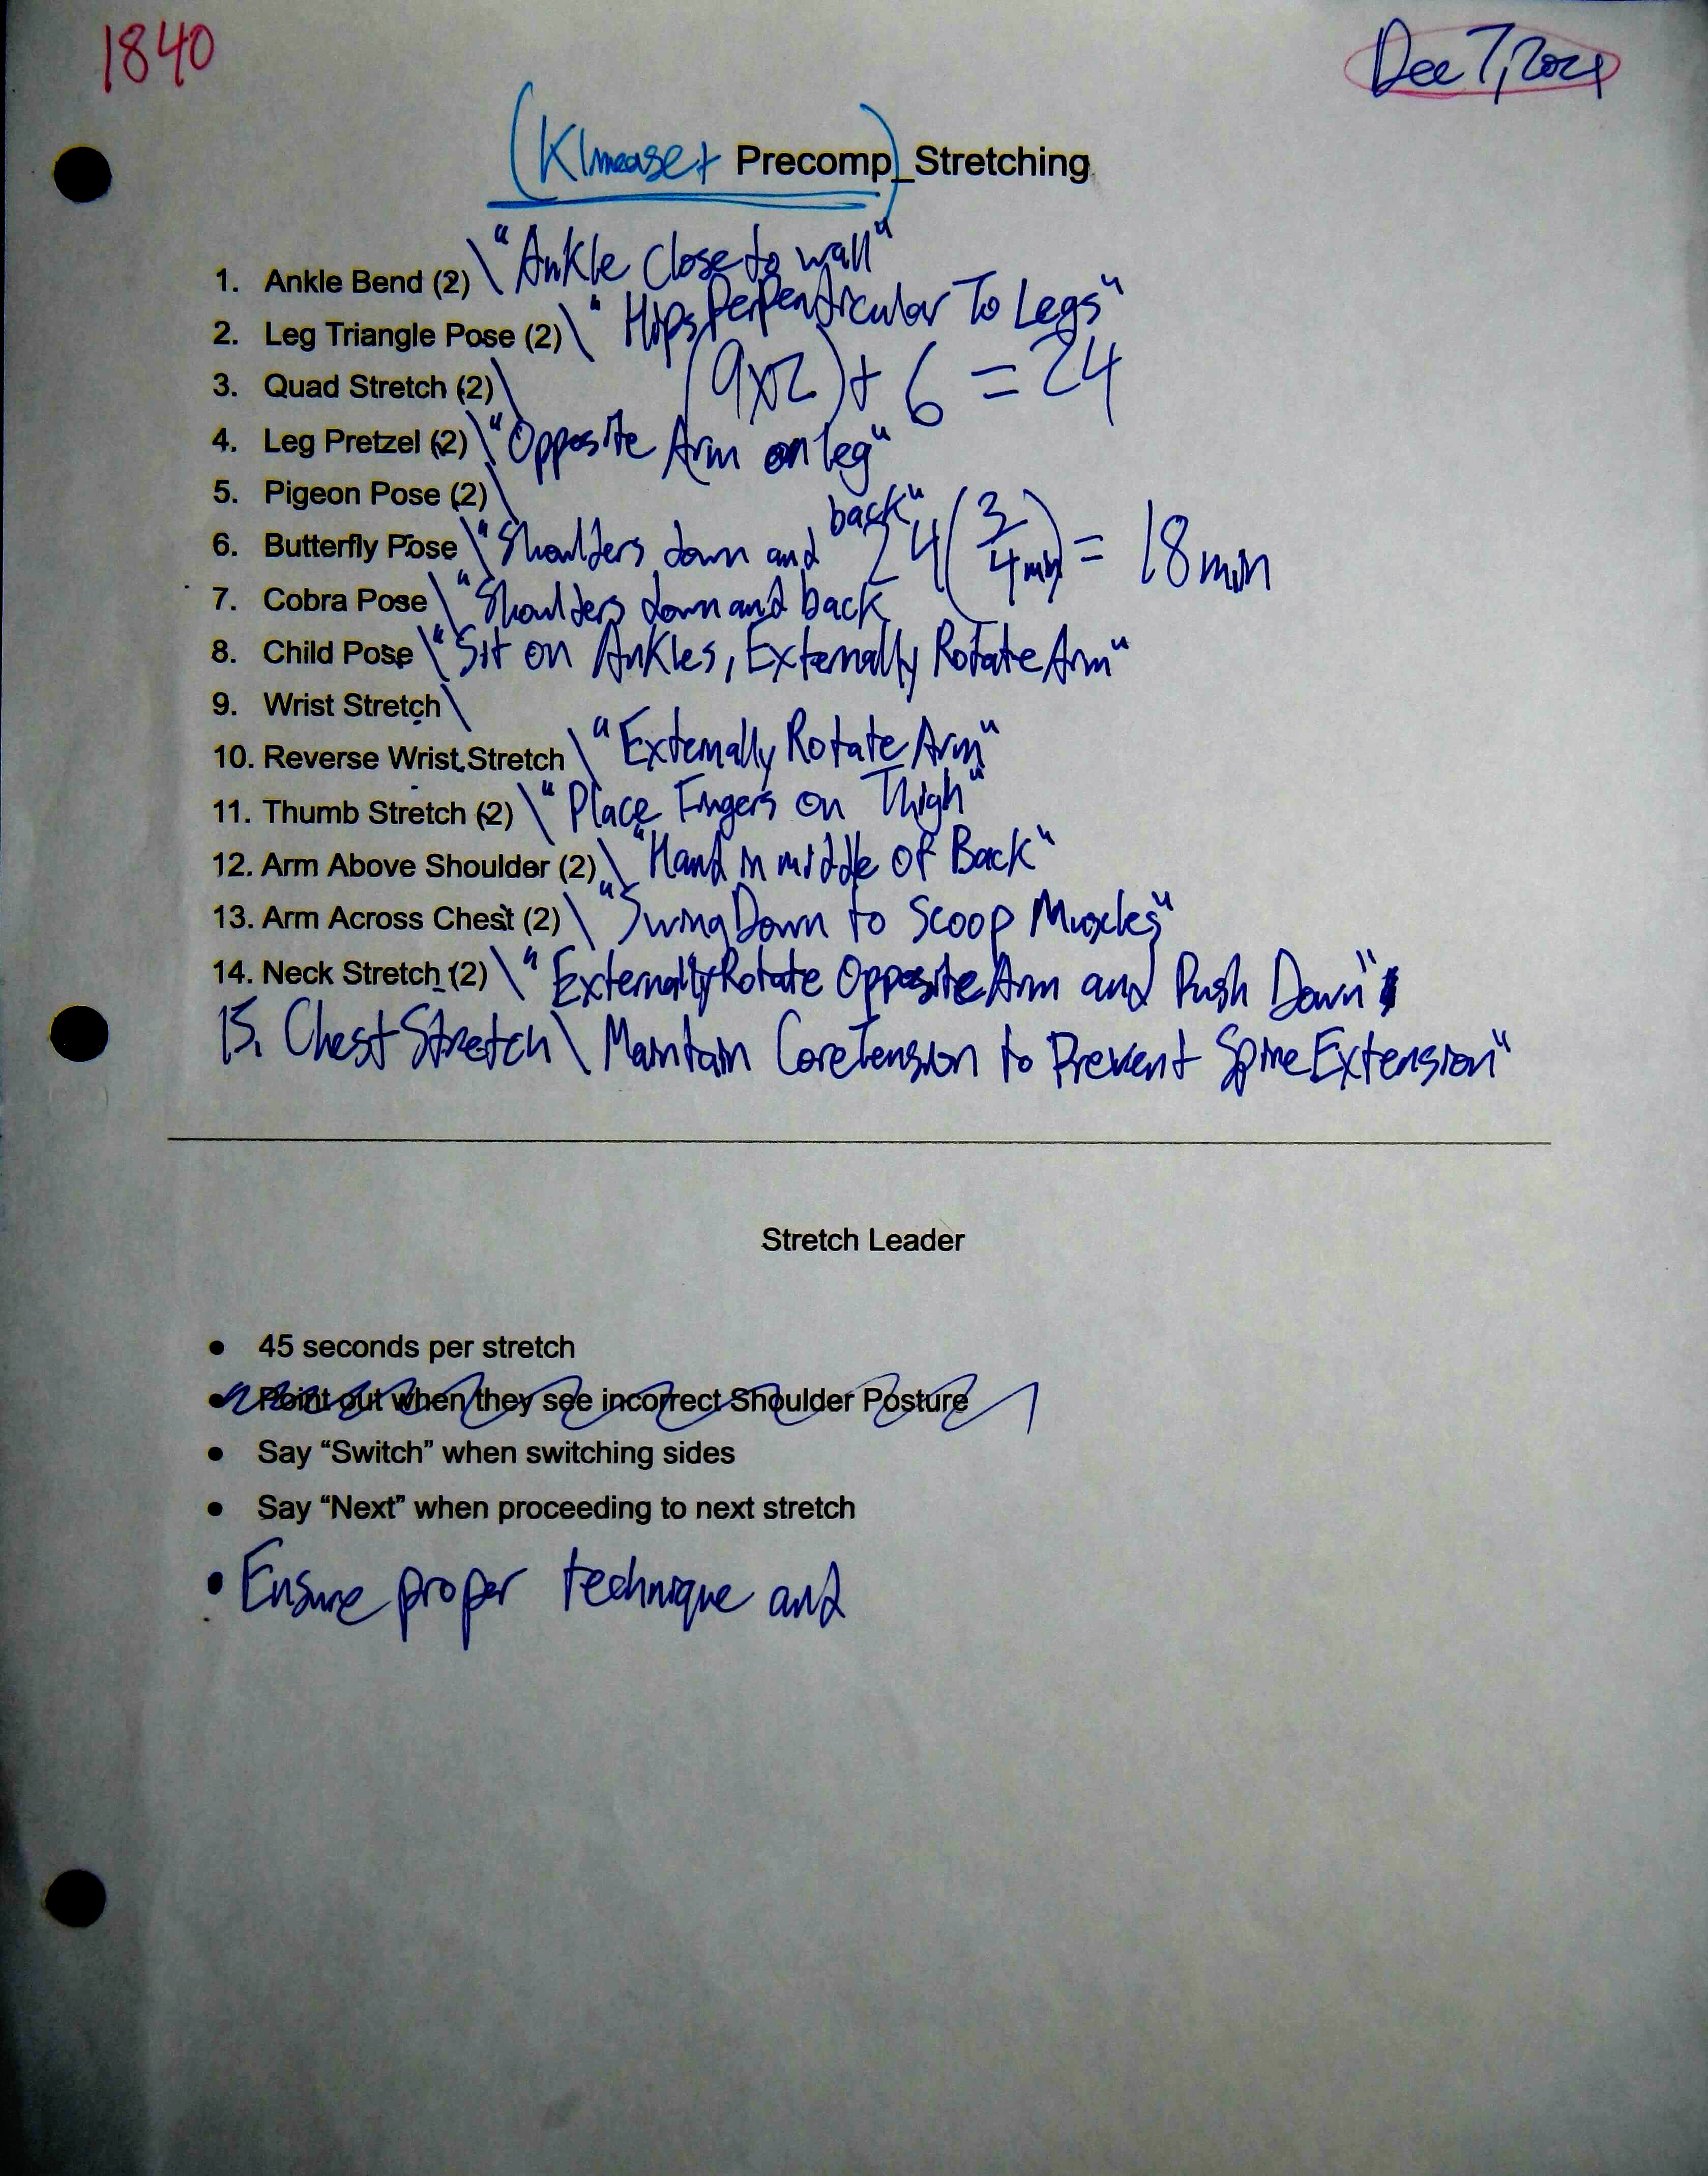 1840
Dec 7, 2024
( Precomp)_Stretching
1. Ankle Bend (2) \ "Ankle close to wall"
2. Leg Triangle Pose (2) \ "Hips Perpendicular To Legs"
3. Quad Stretch (2) \ (9x2) + 6 = 24
4. Leg Pretzel (2) \ "Opposite Arm on leg"
5. Pigeon Pose (2) \
6. Butterfly Pose \ "Shoulders down and back" 24(3/4 min) = 18 min
7. Cobra Pose \ "Shoulders down and back
8. Child Pose \ "Sit on Ankles, Externally Rotate Arm"
9. Wrist Stretch \
10. Reverse Wrist Stretch \ "Externally Rotate Arm"
11. Thumb Stretch (2) \ "Place Fingers on Thigh"
12. Arm Above Shoulder (2) \ "Hand in middle of Back"
13. Arm Across Chest (2) \ "Swing Down to Scoop Muscles"
14. Neck Stretch (2) \ "Externally Rotate Opposite Arm and Push Down"
15. Chest Stretch \ Maintain Core Tension to Prevent Spine Extension"
Stretch Leader
● 45 seconds per stretch
● Point out when they see incorrect Shoulder Posture
● Say “Switch” when switching sides
● Say “Next” when proceeding to next stretch
• Ensure proper technique and